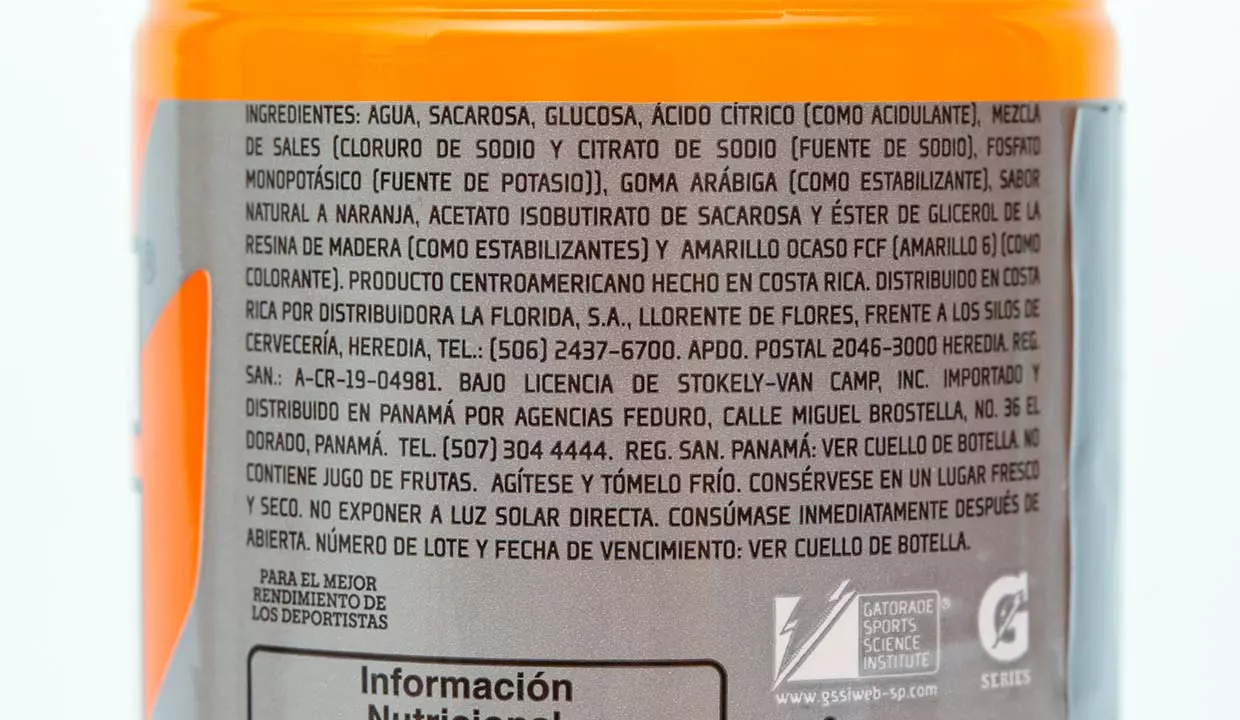 INGREDIENTES: AGUA, SACAROSA, GLUCOSA, ÁCIDO CÍTRICO (COMO ACIDULANTE), MEZCLA
DE SALES (CLORURO DE SODIO Y CITRATO DE SODIO (FUENTE DE SODIO), FOSFATO
MONOPOTÁSICO (FUENTE DE POTASIO)), GOMA ARÁBIGA (COMO ESTABILIZANTE), SABOR
NATURAL A NARANJA, ACETATO ISOBUTIRATO DE SACAROSA Y ÉSTER DE GLICEROL DE LA
RESINA DE MADERA (COMO ESTABILIZANTES) Y AMARILLO OCASO FCF (AMARILLO 6) (COMO
COLORANTE). PRODUCTO CENTROAMERICANO HECHO EN COSTA RICA. DISTRIBUIDO EN COSTA
RICA POR DISTRIBUIDORA LA FLORIDA, S.A., LLORENTE DE FLORES, FRENTE A LOS SILOS DE
CERVECERÍA, HEREDIA, TEL.: (506) 2437-6700. APDO. POSTAL 2046-3000 HEREDIA. REG.
SAN.: A-CR-19-04981. BAJO LICENCIA DE STOKELY-VAN CAMP, INC. IMPORTADO Y
DISTRIBUIDO EN PANAMÁ POR AGENCIAS FEDURO, CALLE MIGUEL BROSTELLA, NO. 36 EL
DORADO, PANAMÁ. TEL. (507) 304 4444. REG. SAN. PANAMÁ: VER CUELLO DE BOTELLA. NO
CONTIENE JUGO DE FRUTAS. AGÍTESE Y TÓMELO FRÍO. CONSÉRVESE EN UN LUGAR FRESCO
Y SECO. NO EXPONER A LUZ SOLAR DIRECTA. CONSÚMASE INMEDIATAMENTE DESPUÉS DE
ABIERTA. NÚMERO DE LOTE Y FECHA DE VENCIMIENTO: VER CUELLO DE BOTELLA.
PARA EL MEJOR
RENDIMIENTO DE
LOS DEPORTISTAS
GATORADE
SPORTS
SCIENCE
INSTITUTE®
www.gssiweb-sp.com
G
SERIES
Información
Nutricional